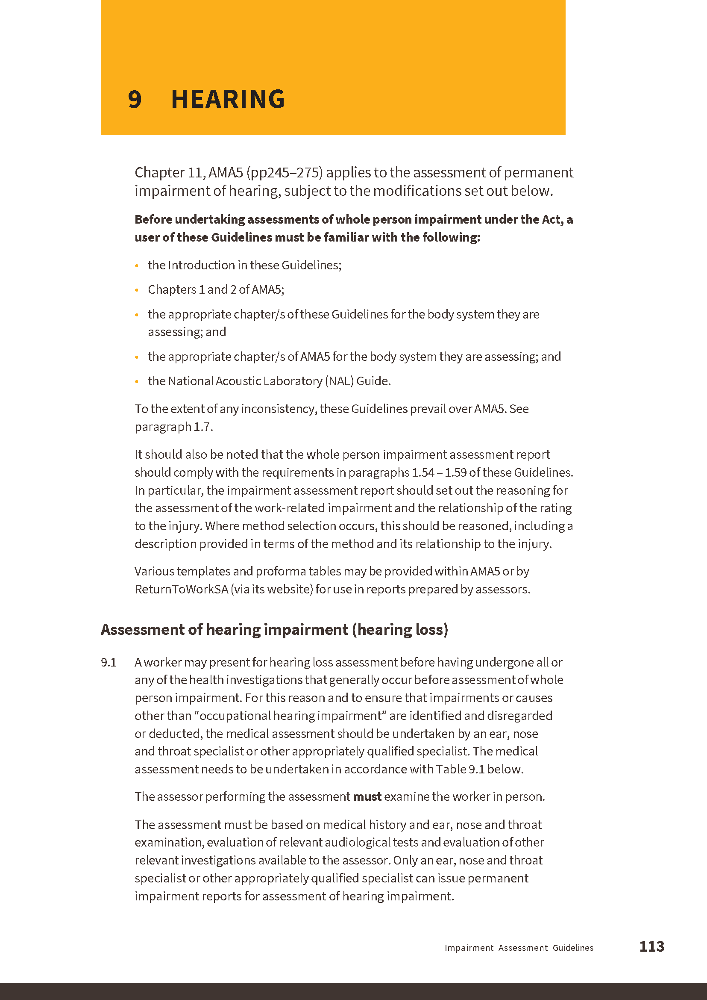 9 HEARING
Chapter 11, AMA5 (pp245–275) applies to the assessment of permanent
impairment of hearing, subject to the modifications set out below.
Before undertaking assessments of whole person impairment under the Act, a
user of these Guidelines must be familiar with the following:
• the Introduction in these Guidelines;
• Chapters 1 and 2 of AMA5;
• the appropriate chapter/s of these Guidelines for the body system they are
assessing; and
• the appropriate chapter/s of AMA5 for the body system they are assessing; and
• the National Acoustic Laboratory (NAL) Guide.
To the extent of any inconsistency, these Guidelines prevail over AMA5. See
paragraph 1.7.
It should also be noted that the whole person impairment assessment report
should comply with the requirements in paragraphs 1.54 – 1.59 of these Guidelines.
In particular, the impairment assessment report should set out the reasoning for
the assessment of the work-related impairment and the relationship of the rating
to the injury. Where method selection occurs, this should be reasoned, including a
description provided in terms of the method and its relationship to the injury.
Various templates and proforma tables may be provided within AMA5 or by
ReturnToWorkSA (via its website) for use in reports prepared by assessors.
Assessment of hearing impairment (hearing loss)
9.1 A worker may present for hearing loss assessment before having undergone all or
any of the health investigations that generally occur before assessment of whole
person impairment. For this reason and to ensure that impairments or causes
other than “occupational hearing impairment” are identified and disregarded
or deducted, the medical assessment should be undertaken by an ear, nose
and throat specialist or other appropriately qualified specialist. The medical
assessment needs to be undertaken in accordance with Table 9.1 below.
The assessor performing the assessment must examine the worker in person.
The assessment must be based on medical history and ear, nose and throat
examination, evaluation of relevant audiological tests and evaluation of other
relevant investigations available to the assessor. Only an ear, nose and throat
specialist or other appropriately qualified specialist can issue permanent
impairment reports for assessment of hearing impairment.
Impairment Assessment Guidelines 113